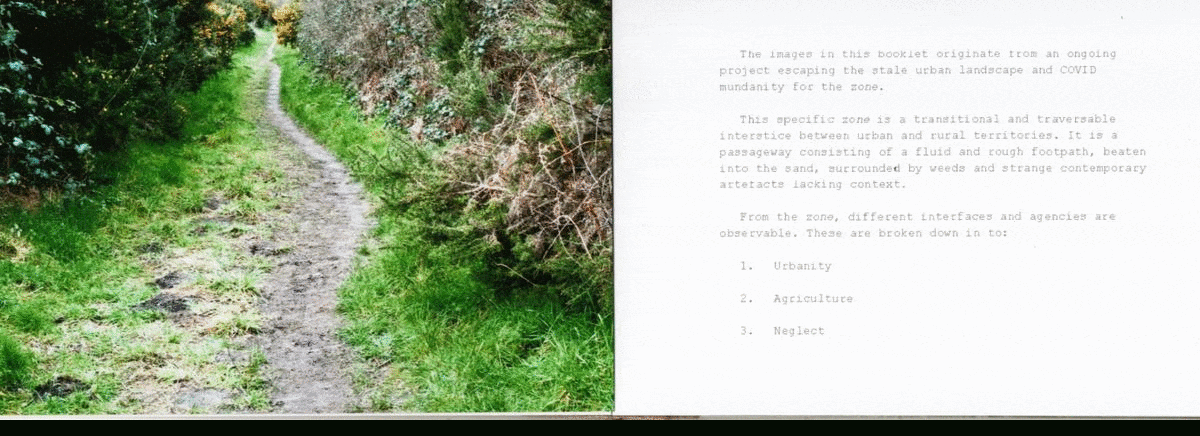 The images in this booklet originate from an ongoing
project escaping the stale urban landscape and COVID
mundanity for the zone.
This specific zone is a transitional and traversable
interstice between urban and rural territories. It is a
passageway consisting of a fluid and rough footpath, beaten
into the sand, surrounded by weeds and strange contemporary
artefacts lacking context.
From the zone, different interfaces and agencies are
observable. These are broken down in to:
1. Urbanity
2. Agriculture
3. Neglect